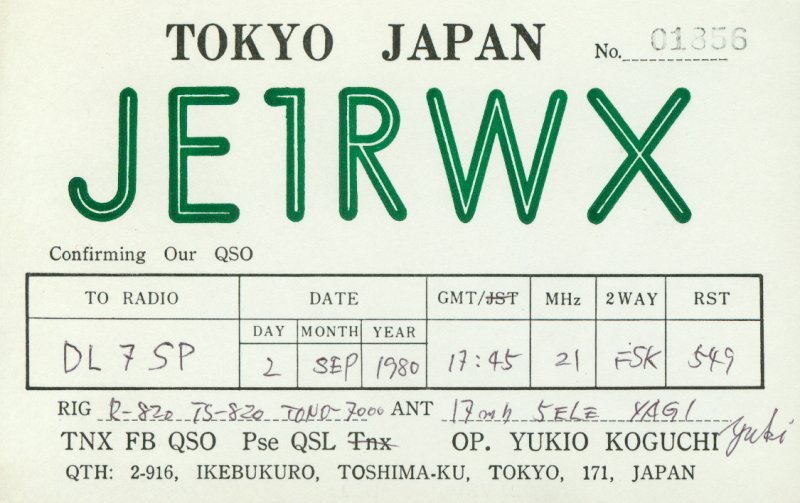 TOKYO JAPAN No. 01856
JE1RWX
Confirming Our QSO
TO RADIO DATE GMT/JST MHz 2WAY RST
DAY MONTH YEAR
DL7SP 2 SEP 1980 17:45 21 FSK 549
RIG R-820 TS-820 TONO-7000 ANT 17mh 5ELE YAGI
TNX FB QSO Pse QSL Tnx OP. YUKIO KOGUCHI Yuki
QTH: 2-916, IKEBUKURO, TOSHIMA-KU, TOKYO, 171, JAPAN